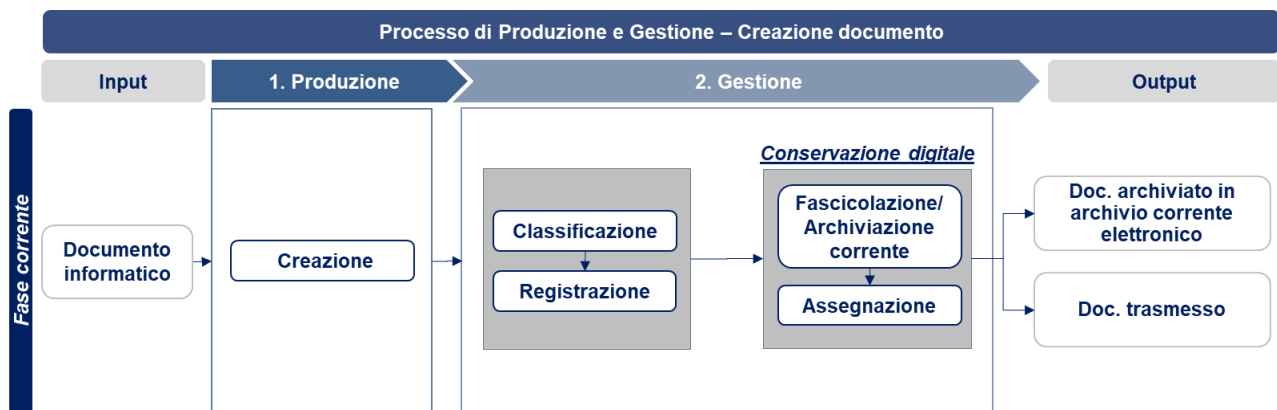 Processo di Produzione e Gestione – Creazione documento
Input
1. Produzione
2. Gestione
Output
Fase corrente
Documento
informatico
Creazione
Classificazione
Registrazione
Conservazione digitale
Fascicolazione/
Archiviazione
corrente
Assegnazione
Doc. archiviato in
archivio corrente
elettronico
Doc. trasmesso